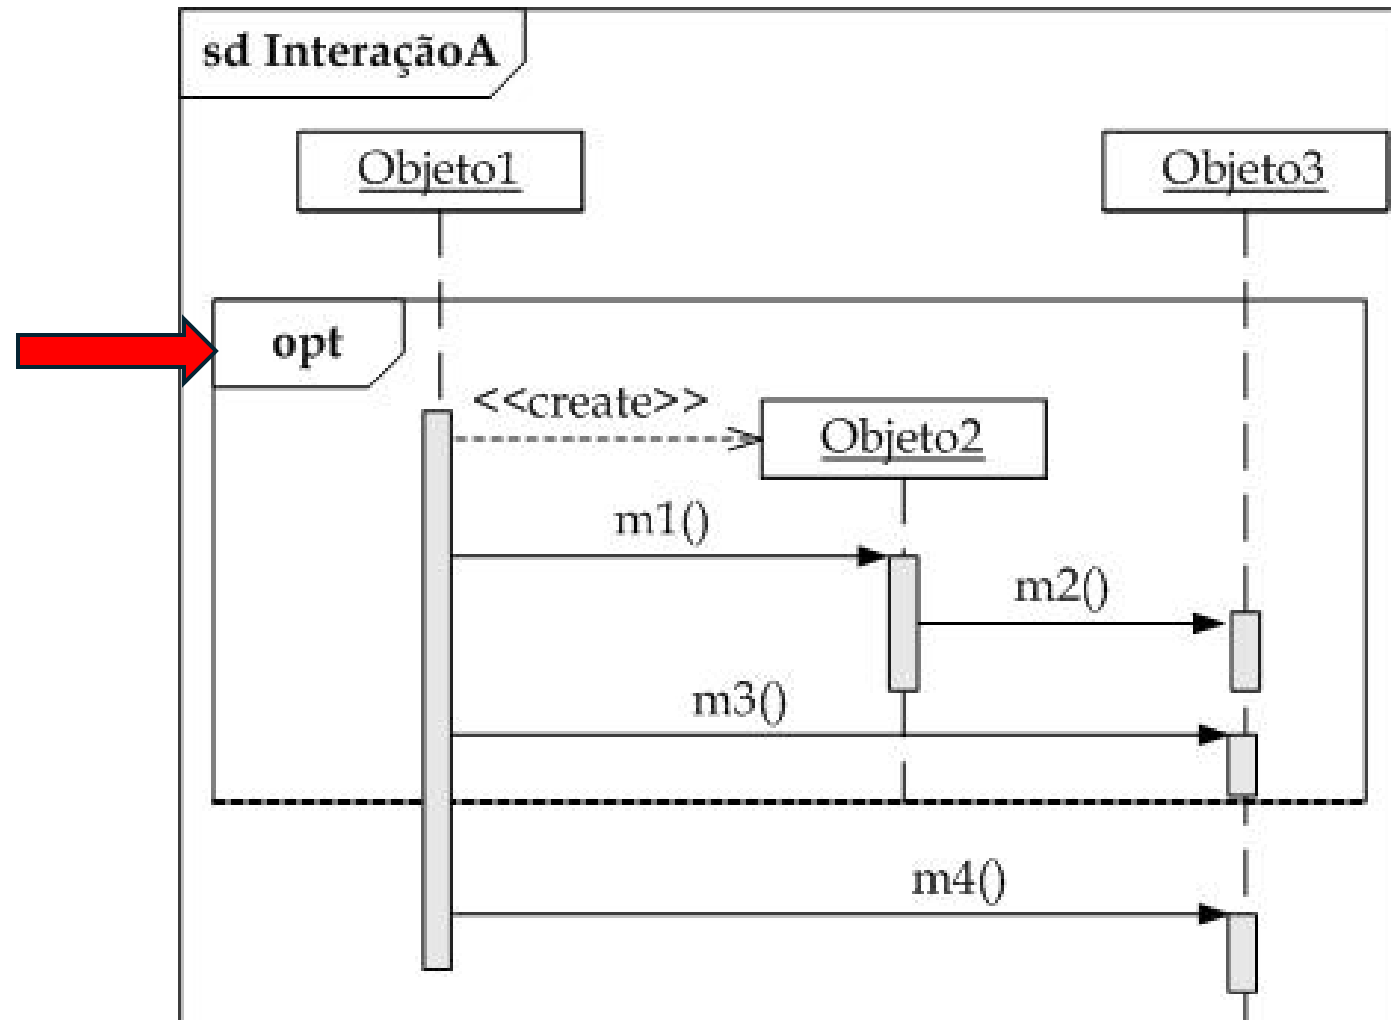 sd InteraçãoA
Objeto1
Objeto3
opt
<<create>>
Objeto2
m1()
m2()
m3()
m4()